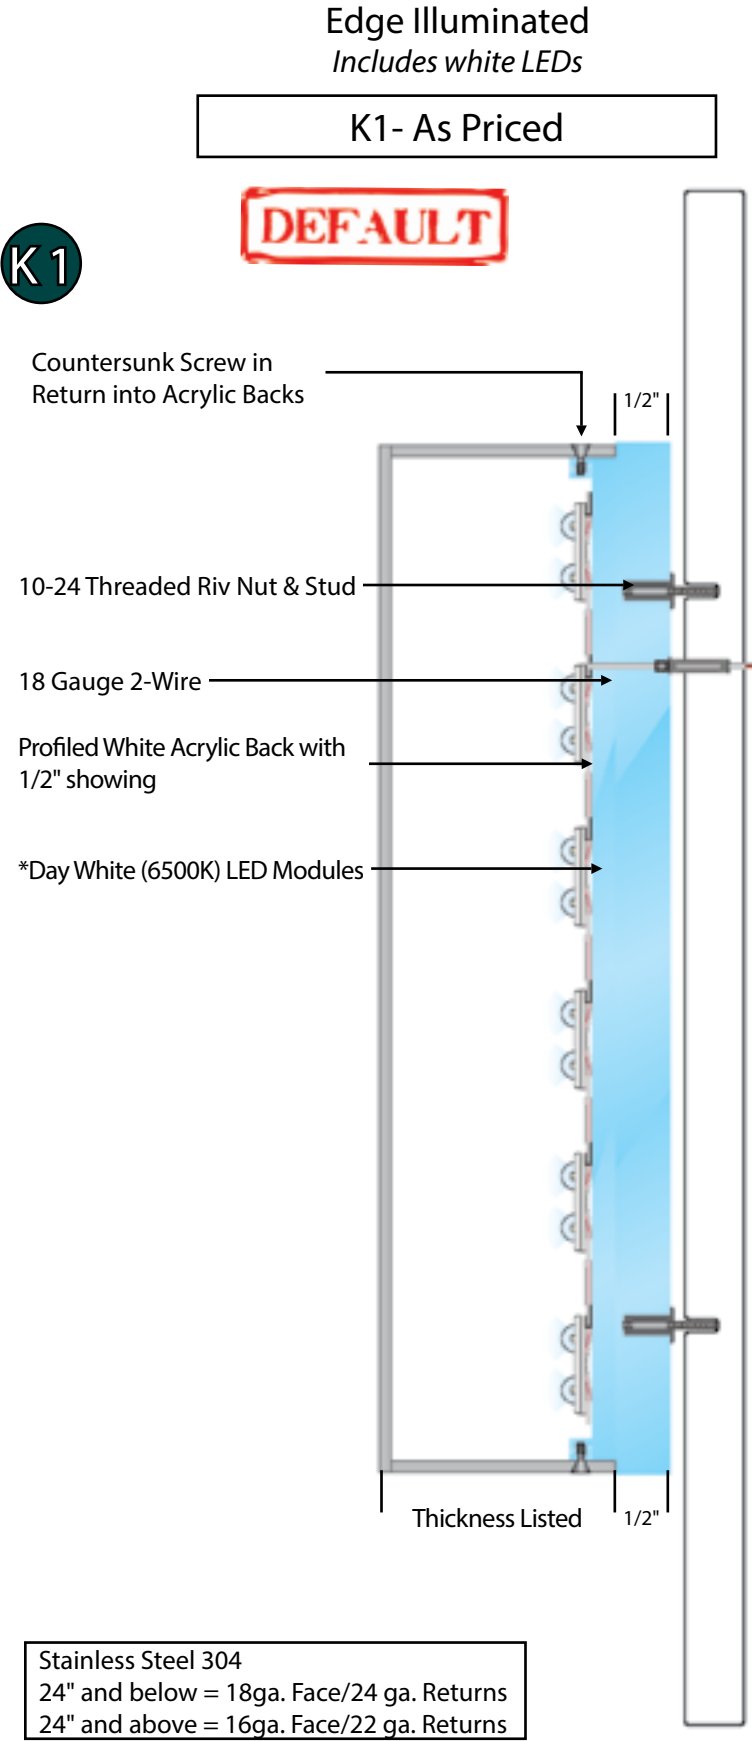 Edge Illuminated
Includes white LEDs
K1- As Priced
DEFAULT
K1
Countersunk Screw in
Return into Acrylic Backs
1/2"
10-24 Threaded Riv Nut & Stud
18 Gauge 2-Wire
Profiled White Acrylic Back with
1/2" showing
*Day White (6500K) LED Modules
Thickness Listed
1/2"
Stainless Steel 304
24" and below = 18ga. Face/24 ga. Returns
24" and above = 16ga. Face/22 ga. Returns